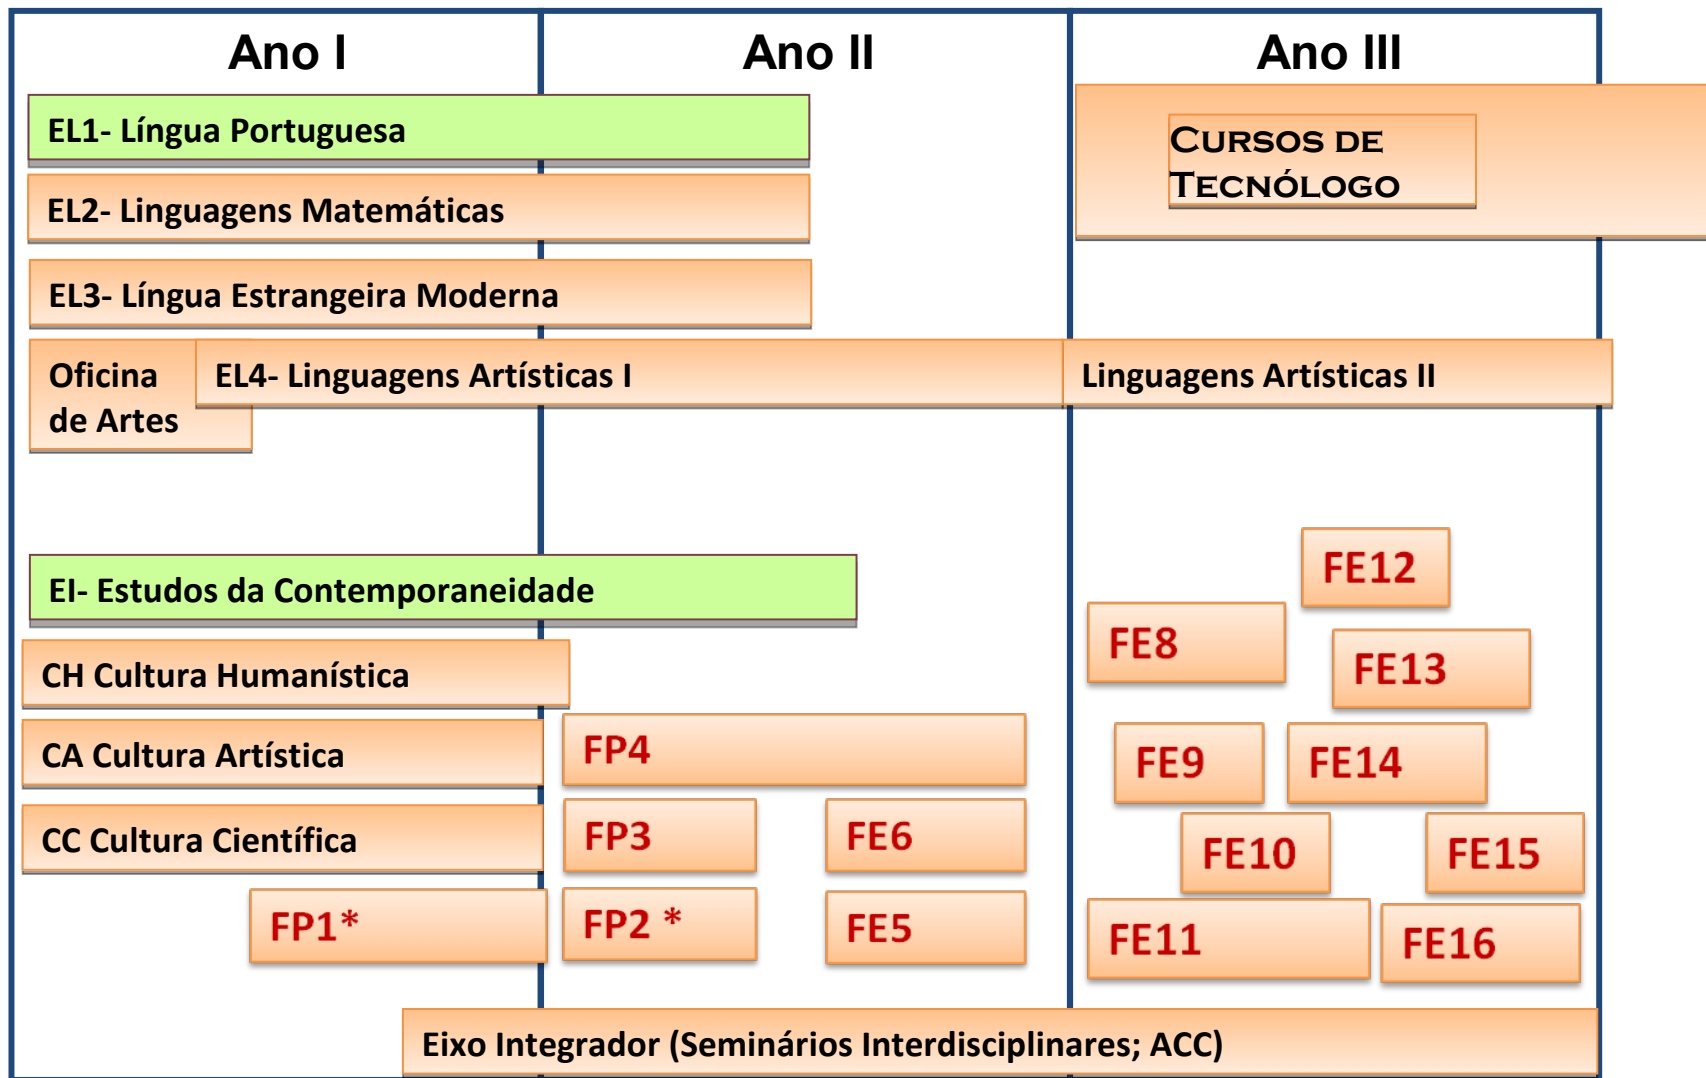 Ano I
Ano II
Ano III
EL1- Língua Portuguesa
CURSOS DE
TECNÓLOGO
EL2- Linguagens Matemáticas
EL3- Língua Estrangeira Moderna
Oficina
de Artes
EL4- Linguagens Artísticas I
Linguagens Artísticas II
EI- Estudos da Contemporaneidade
FE12
FE8
FE13
CH Cultura Humanística
CA Cultura Artística
FP4
FE9
FE14
CC Cultura Científica
FP3
FE6
FE10
FE15
FP1*
FP2 *
FE5
FE11
FE16
Eixo Integrador (Seminários Interdisciplinares; ACC)